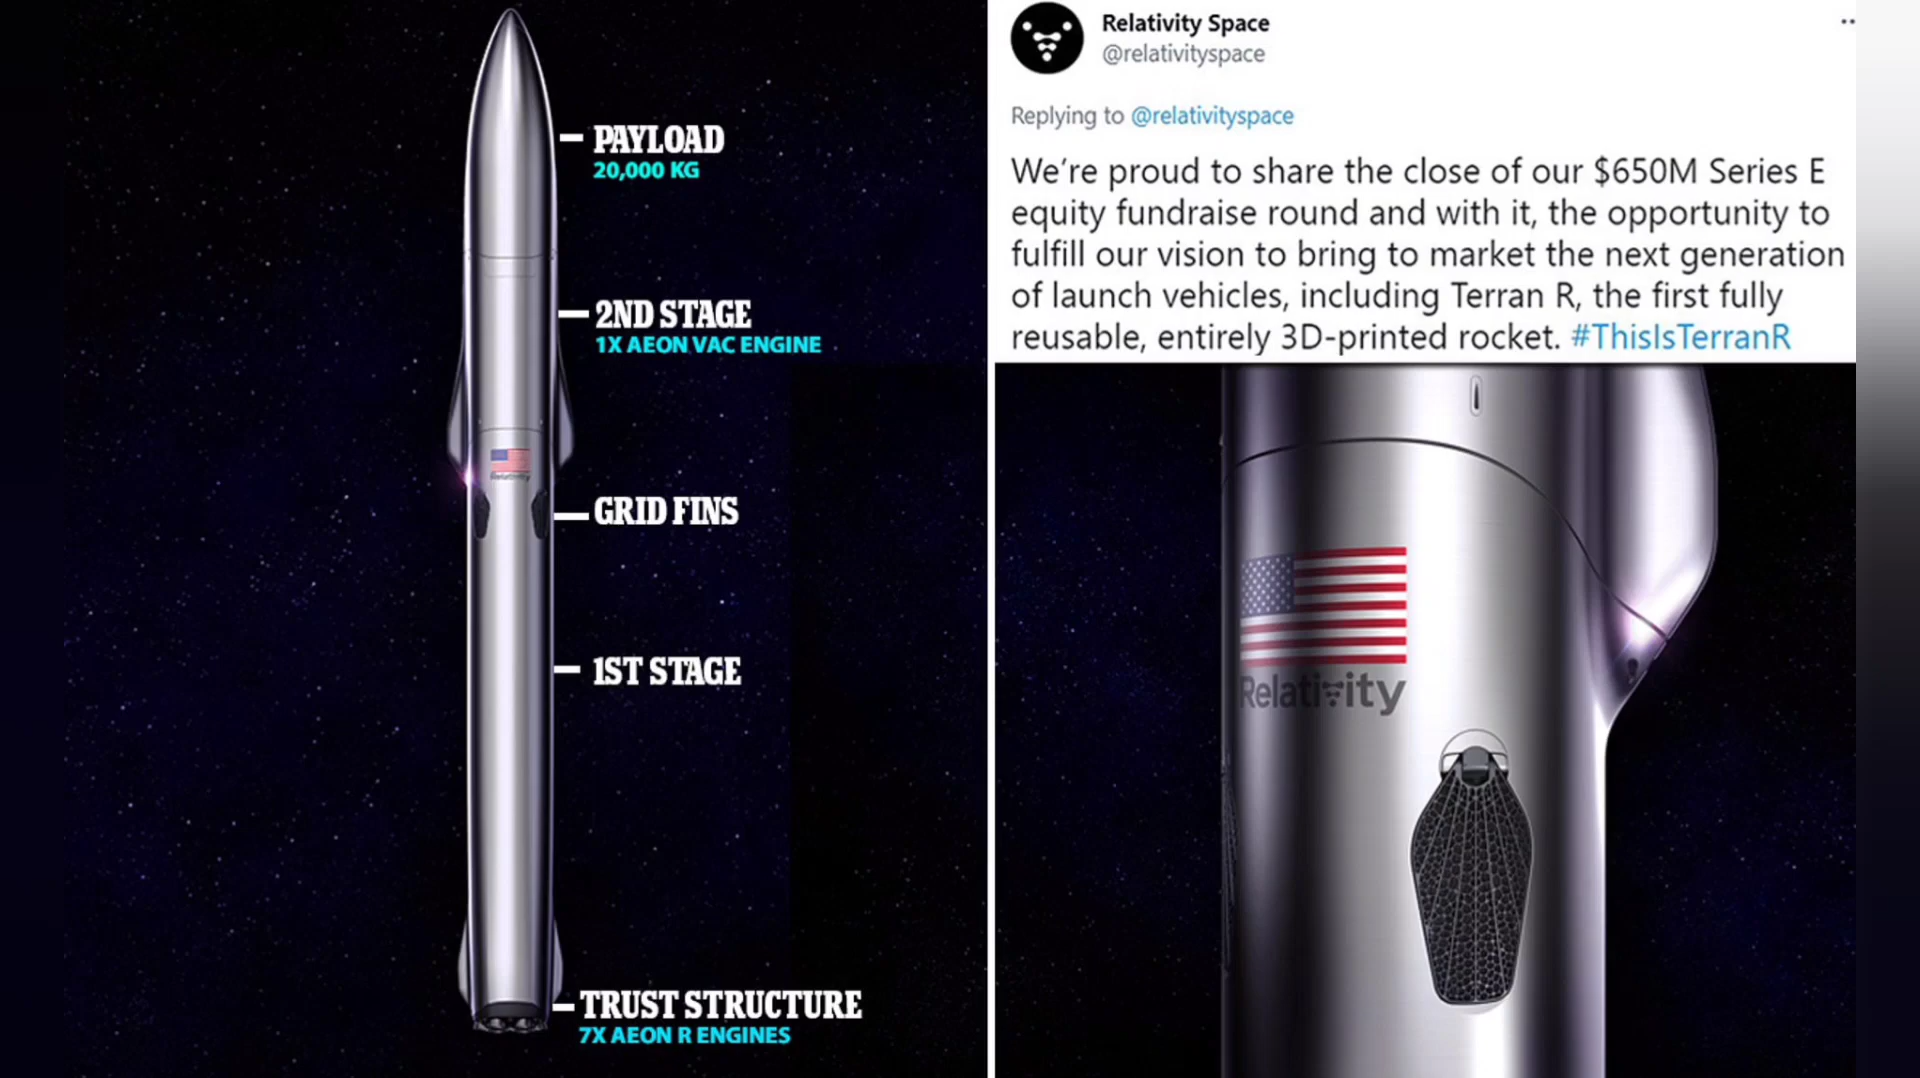 PAYLOAD
20,000 KG
2ND STAGE
1X AEON VAC ENGINE
Relativity
GRID FINS
1ST STAGE
TRUST STRUCTURE
7X AEON R ENGINES
Relativity Space
@relativityspace
Replying to @relativityspace
We’re proud to share the close of our $650M Series E
equity fundraise round and with it, the opportunity to
fulfill our vision to bring to market the next generation
of launch vehicles, including Terran R, the first fully
reusable, entirely 3D-printed rocket. #ThisIsTerranR
Relativity